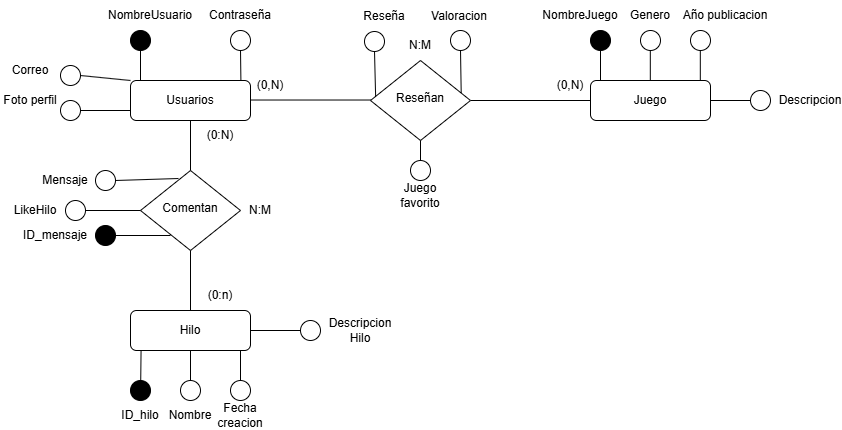 NombreUsuario
Contraseña
Reseña
Valoracion
NombreJuego
Genero
Año publicacion
N:M
Correo
Foto perfil
Usuarios
(0,N)
Reseñan
(0,N)
Juego
Descripcion
(0:N)
Mensaje
Juego
favorito
LikeHilo
Comentan
N:M
ID_mensaje
(0:n)
Hilo
Descripcion
Hilo
ID_hilo
Nombre
Fecha
creacion